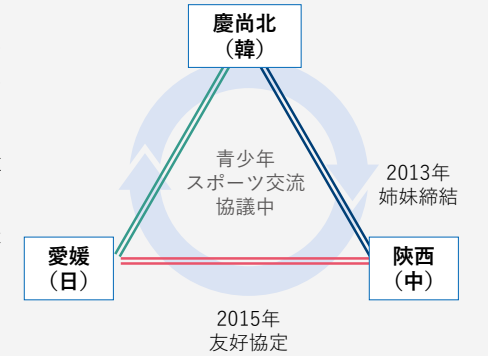 慶尚北
（韓）
青少年
スポーツ交流
協議中
2013年
姉妹締結
愛媛
（日）
陝西
（中）
2015年
友好協定